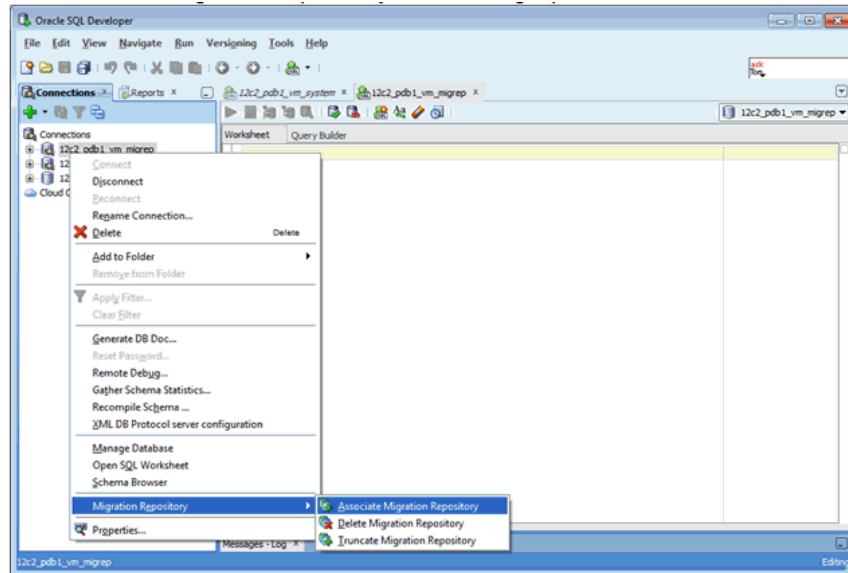 Oracle SQL Developer
File Edit View Navigate Run Versioning Tools Help
Connections Reports
12c2_pdb1_vm_system 12c2_pdb1_vm_migrep
12c2_pdb1_vm_migrep
Worksheet Query Builder
Connections
12c2_pdb1_vm_migrep
12
12
Cloud C
Connect
Disconnect
Reconnect
Rename Connection...
Delete Delete
Add to Folder
Remove from Folder
Apply Filter...
Clear Filter
Generate DB Doc...
Reset Password...
Remote Debug...
Gather Schema Statistics...
Recompile Schema ...
XML DB Protocol server configuration
Manage Database
Open SQL Worksheet
Schema Browser
Migration Repository
Properties...
Associate Migration Repository
Delete Migration Repository
Truncate Migration Repository
Messages - Log
12c2_pdb1_vm_migrep
Editing